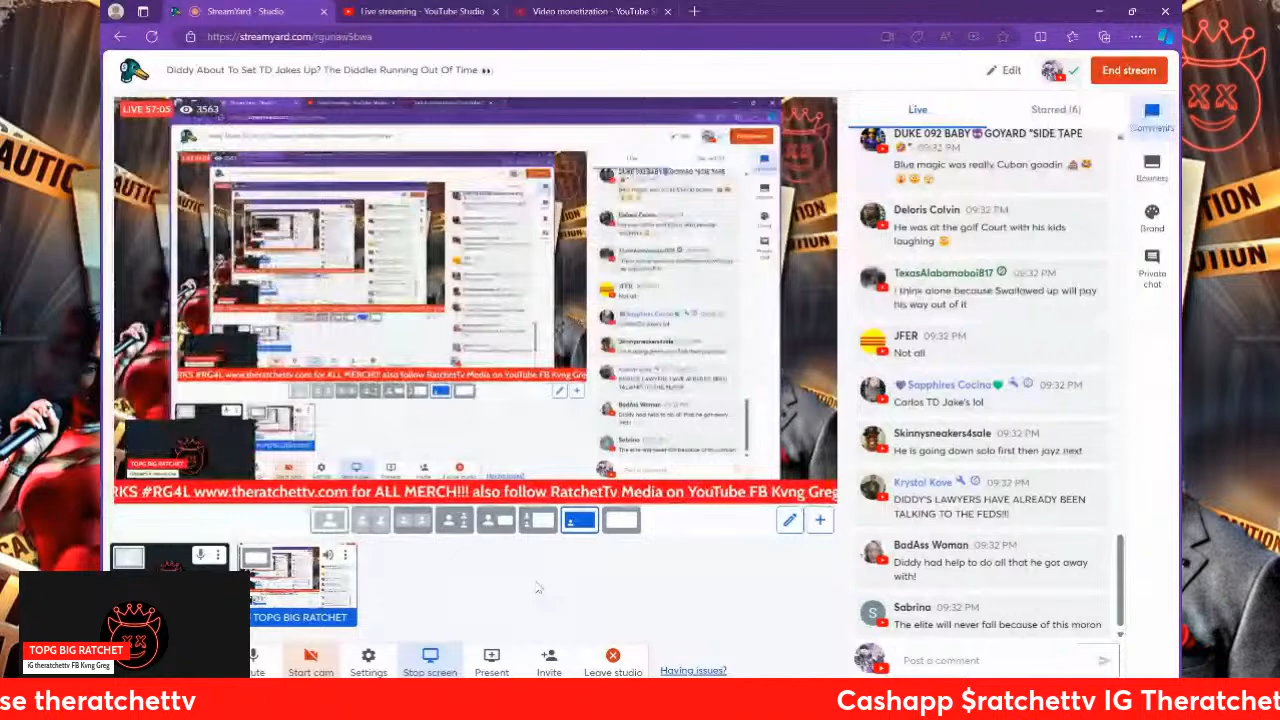 StreamYard - Studio
Live streaming - YouTube Studio
Video monetization - YouTube S
https://streamyard.com/rgunaw5bwa
Diddy About To Set TD Jakes Up? The Diddler Running Out Of Time 👀
Edit
End stream
LIVE 57:05
3563
Live
Starred (6)
Comments
DUKE 092 BABY😈GOYARD "SIDE TAPE
09:32 PM
Blue magic was really Cuban goodin
Deloris Colvin 09:32 PM
He was at the golf Court with his kids
laughing
TexasAlabamaboi817 09:32 PM
I think alone because Swallowed up will pay
his way out of it
JFER 09:32 PM
Not all
💜Sapphires Cocina💚 09:32 PM
Carlos TD Jake's lol
Skinnysneakers4sale 09:32 PM
He is going down solo first then jayz next
Krystal Kove 09:32 PM
DIDDY'S LAWYERS HAVE ALREADY BEEN
TALKING TO THE FEDS!!!
BadAss Woman 09:32 PM
Diddy had help to do all that he got away
with!
S
Sabrina 09:32 PM
The elite will never fall because of this moron
Post a comment
Banners
Brand
Private
chat
RKS #RG4L www.theratchettv.com for ALL MERCH!!! also follow RatchetTv Media on YouTube FB Kvng Greg
TOPG BIG RATCHET
TOPG BIG RATCHET
IG theratchettv FB Kvng Greg
ute
Start cam
Settings
Stop screen
Present
Invite
Leave studio
Having issues?
se theratchettv
Cashapp $ratchettv IG Theratchet
CAUTION